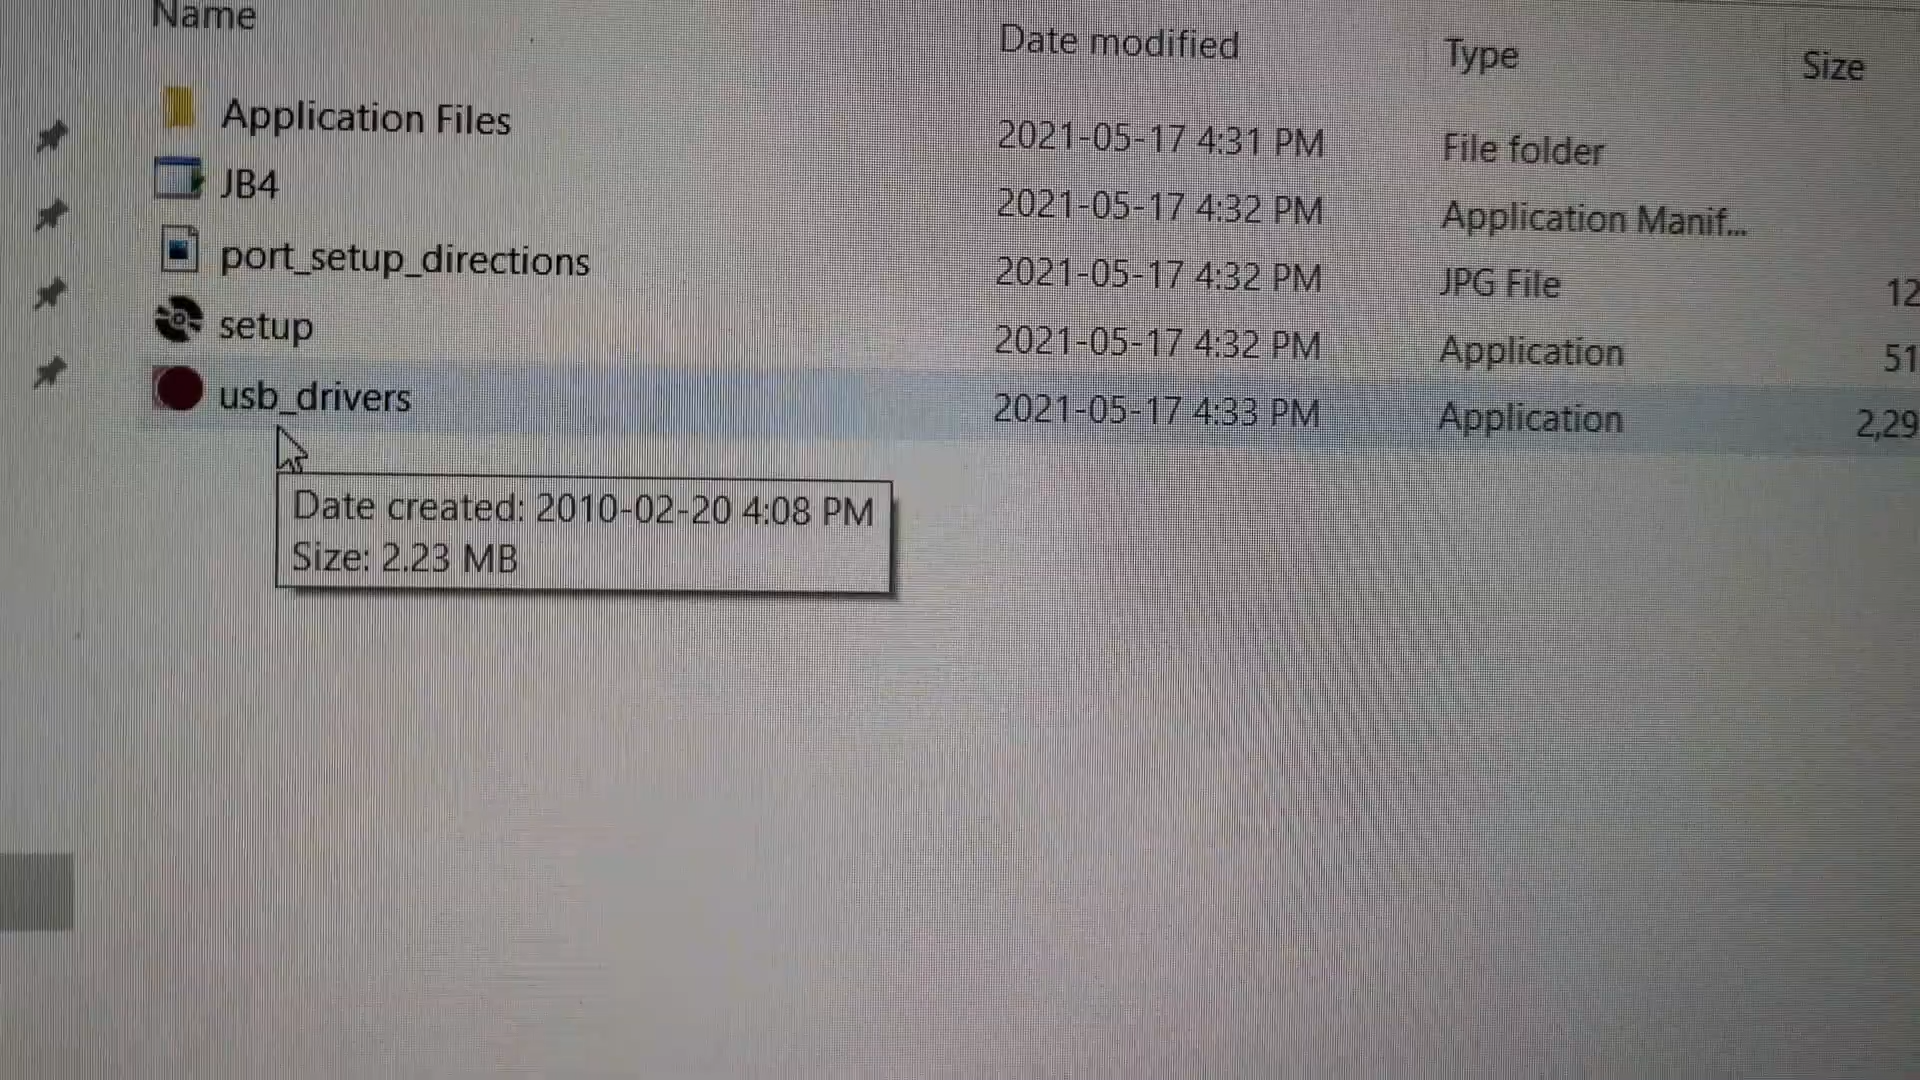 Name Date modified Type Size
Application Files 2021-05-17 4:31 PM File folder
JB4 2021-05-17 4:32 PM Application Manif...
port_setup_directions 2021-05-17 4:32 PM JPG File 12
setup 2021-05-17 4:32 PM Application 51
usb_drivers 2021-05-17 4:33 PM Application 2,29
Date created: 2010-02-20 4:08 PM
Size: 2.23 MB